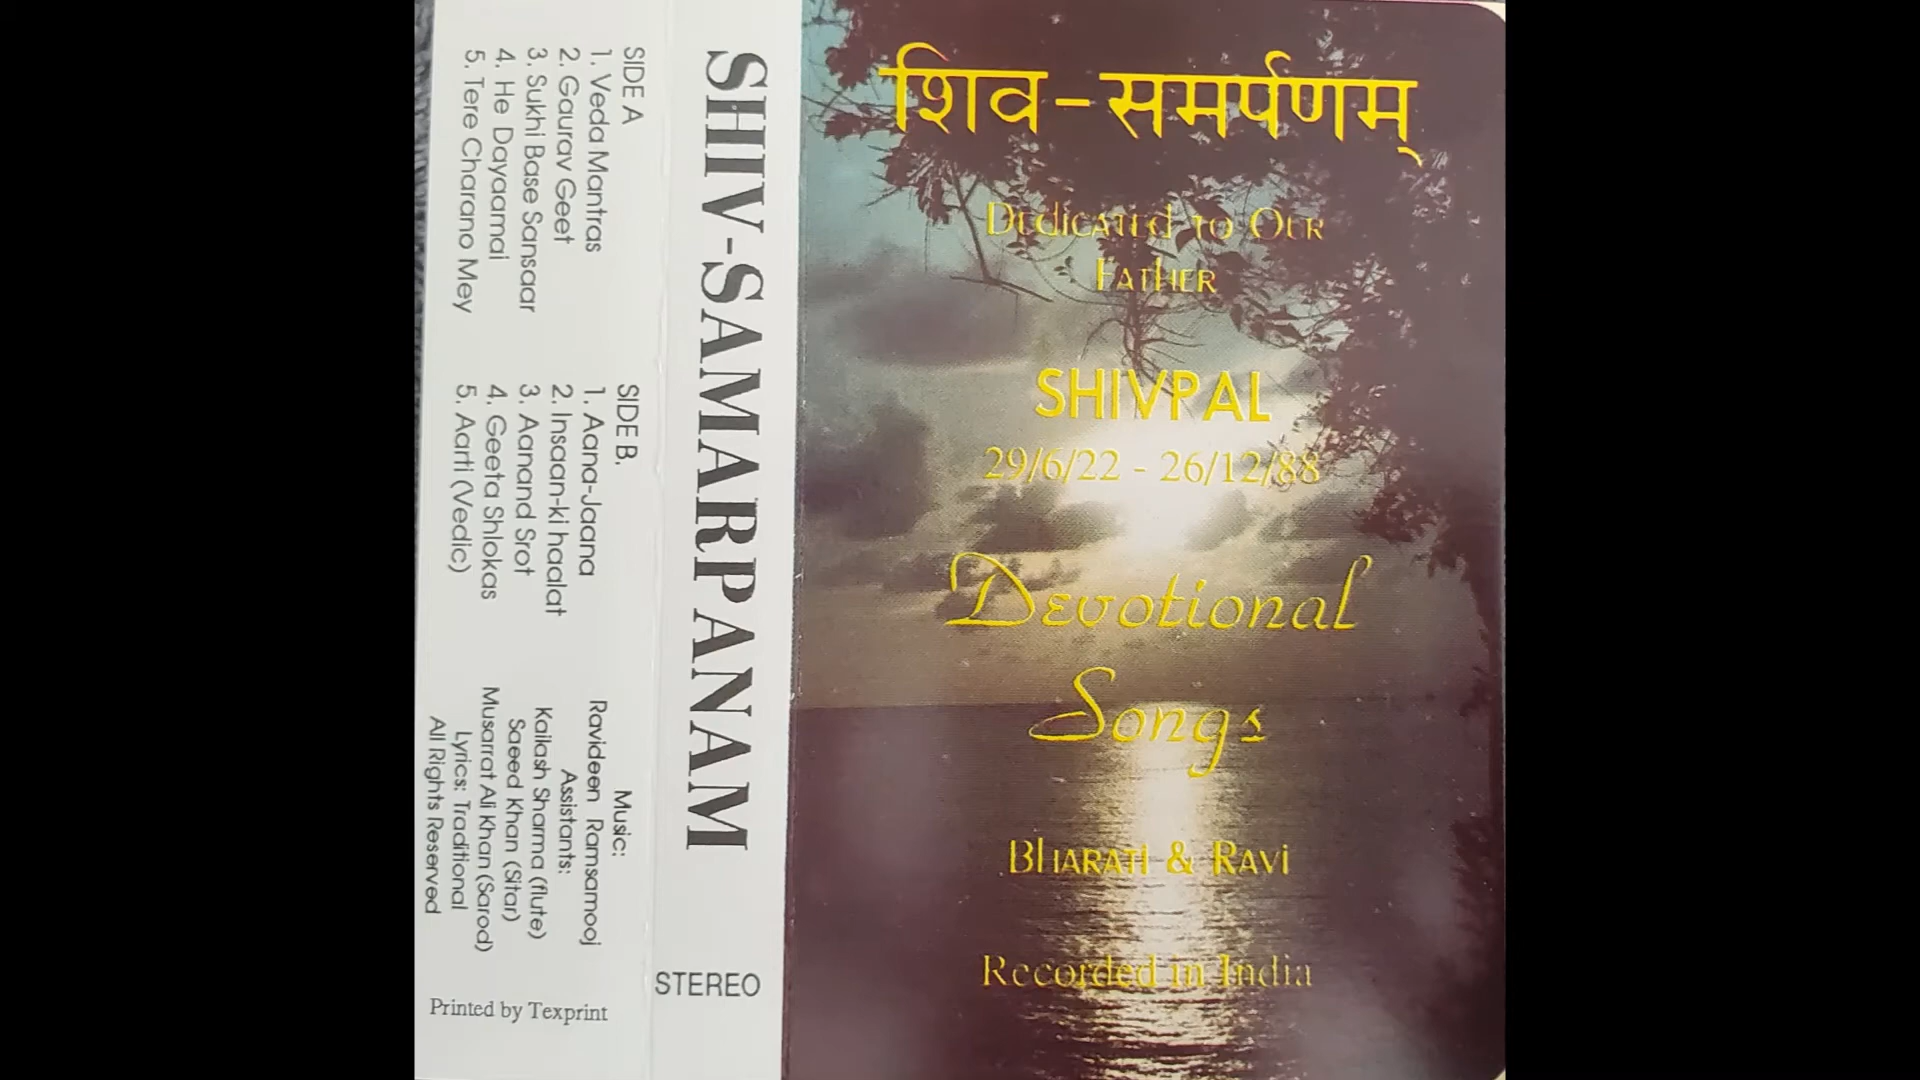 शिव-समर्पणम्
Dedicated to Our
Father
SHIVPAL
29/6/22 - 26/12/88
Devotional
Songs
Bharati & Ravi
Recorded in India
SHIV-SAMARPANAM
STEREO
SIDE A
1. Veda Mantras
2. Gaurav Geet
3. Sukhi Base Sansaar
4. He Dayaamai
5. Tere Charano Mey
SIDE B.
1. Aana-Jaana
2. Insaan-ki haalat
3. Aanand Srot
4. Geeta Shlokas
5. Aarti (Vedic)
Music:
Ravideen Ramsamooj
Assistants:
Kailash Sharma (flute)
Saeed Khan (Sitar)
Musarrat Ali Khan (Sarod)
Lyrics: Traditional
All Rights Reserved
Printed by Texprint